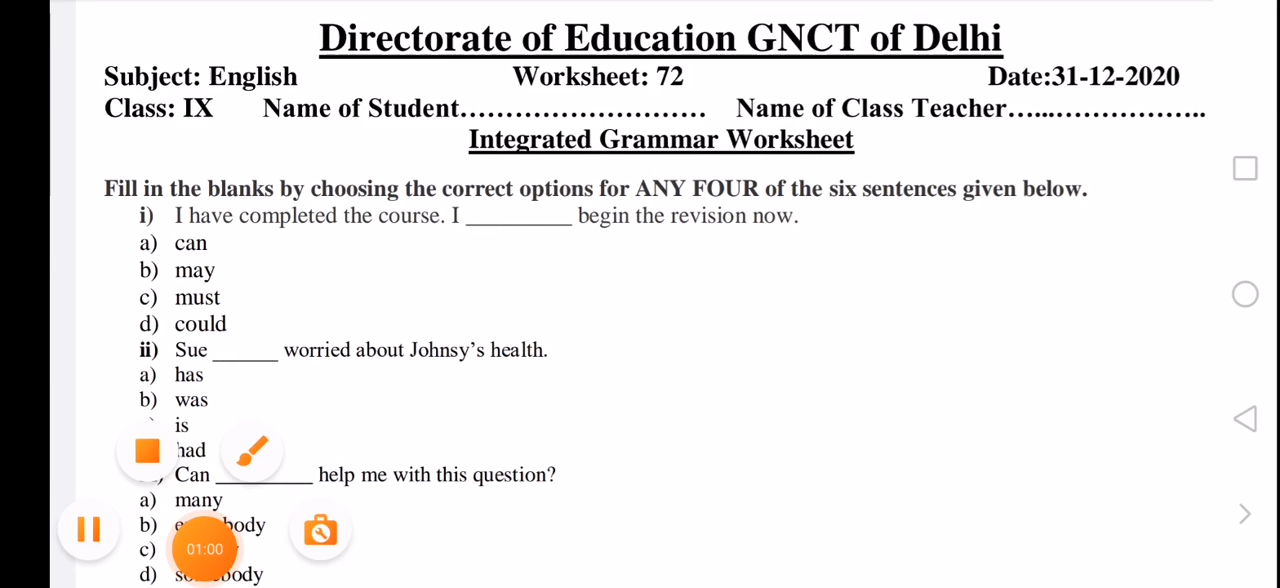 Directorate of Education GNCT of Delhi
Subject: English Worksheet: 72 Date:31-12-2020
Class: IX Name of Student……………………… Name of Class Teacher…...……………..
Integrated Grammar Worksheet
Fill in the blanks by choosing the correct options for ANY FOUR of the six sentences given below.
i) I have completed the course. I _________ begin the revision now.
a) can
b) may
c) must
d) could
ii) Sue ______ worried about Johnsy's health.
a) has
b) was
is
had
Can _________ help me with this question?
a) many
b)
c)
d)
01:00